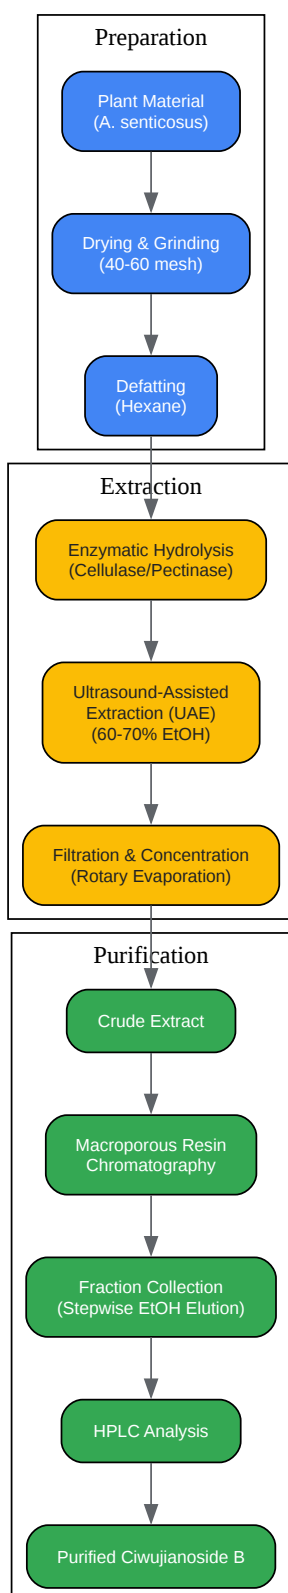 Preparation
Plant Material
(A. senticosus)
Drying & Grinding
(40-60 mesh)
Defatting
(Hexane)
Extraction
Enzymatic Hydrolysis
(Cellulase/Pectinase)
Ultrasound-Assisted
Extraction (UAE)
(60-70% EtOH)
Filtration & Concentration
(Rotary Evaporation)
Purification
Crude Extract
Macroporous Resin
Chromatography
Fraction Collection
(Stepwise EtOH Elution)
HPLC Analysis
Purified Ciwujianoside B